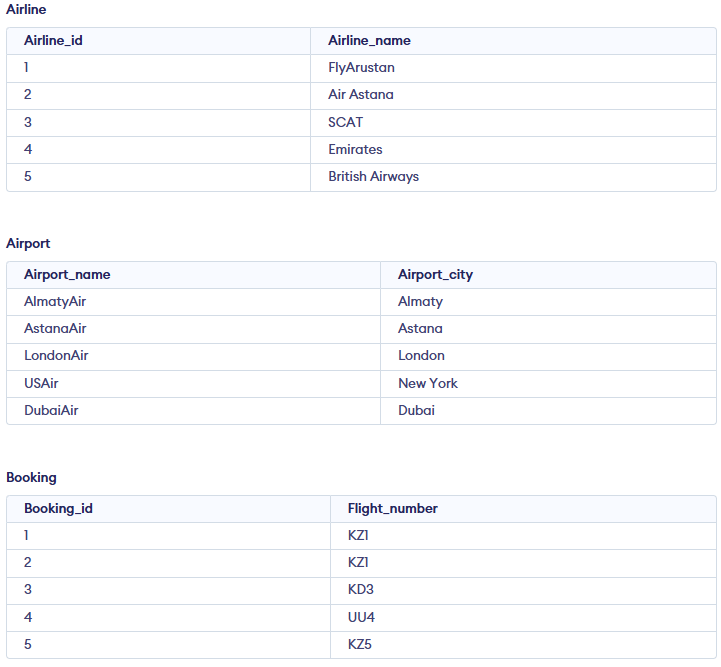 Airline
Airline_id Airline_name
1 FlyArustan
2 Air Astana
3 SCAT
4 Emirates
5 British Airways
Airport
Airport_name Airport_city
AlmatyAir Almaty
AstanaAir Astana
LondonAir London
USAir New York
DubaiAir Dubai
Booking
Booking_id Flight_number
1 KZ1
2 KZ1
3 KD3
4 UU4
5 KZ5